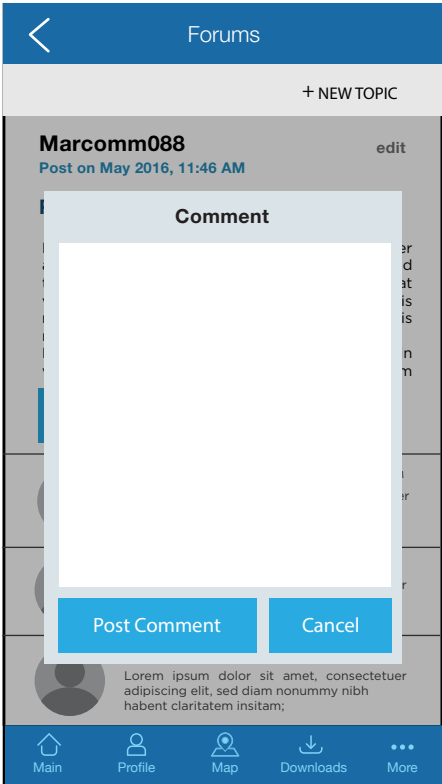 Forums
+ NEW TOPIC
Marcomm088
edit
Post on May 2016, 11:46 AM
Comment
Post Comment
Cancel
Lorem ipsum dolor sit amet, consectetuer
adipiscing elit, sed diam nonummy nibh
habent claritatem insitam;
Main
Profile
Map
Downloads
More